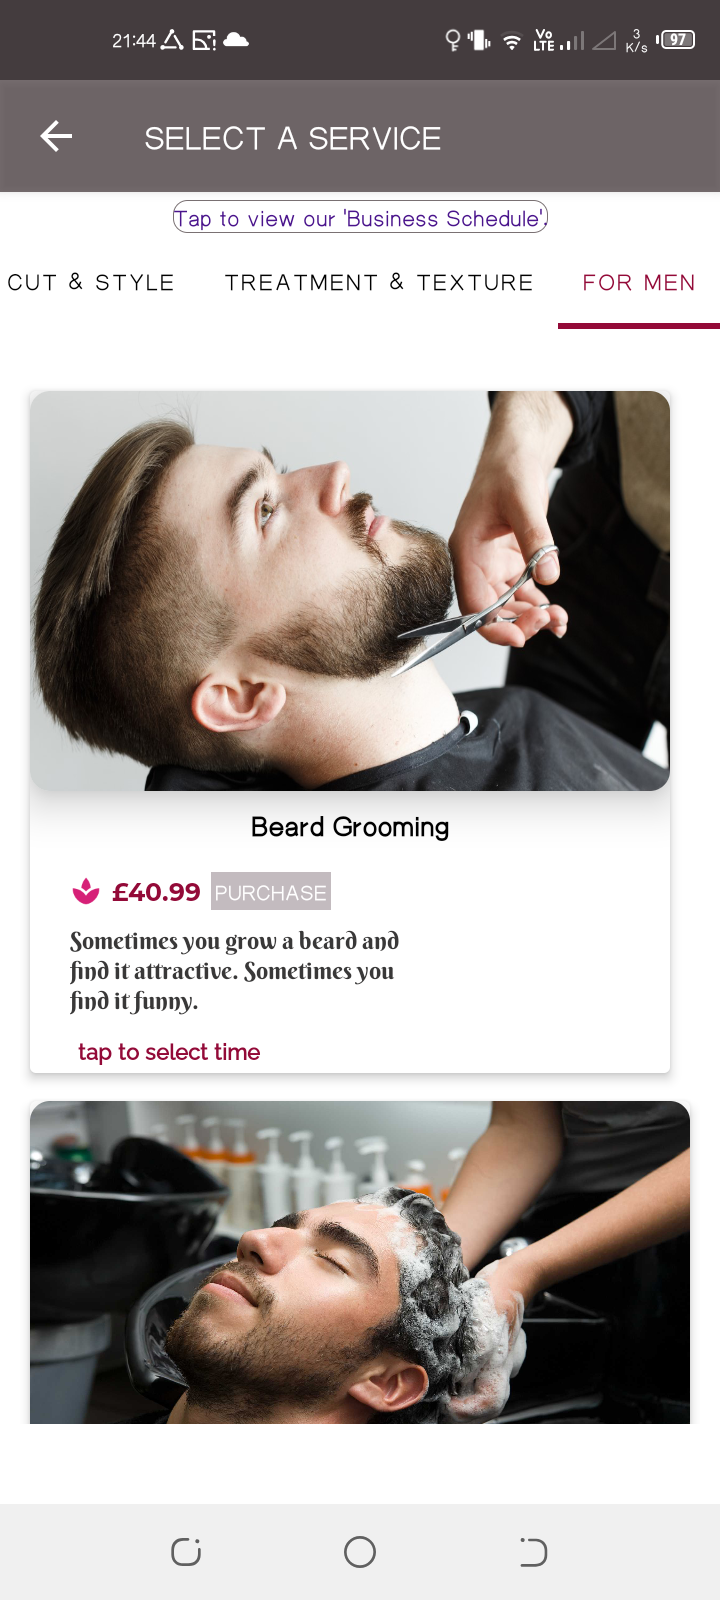 21:44
Vo
LTE
3
K/s
97
SELECT A SERVICE
Tap to view our 'Business Schedule'.
CUT & STYLE
TREATMENT & TEXTURE
FOR MEN
Beard Grooming
£40.99
PURCHASE
Sometimes you grow a beard and
find it attractive. Sometimes you
find it funny.
tap to select time